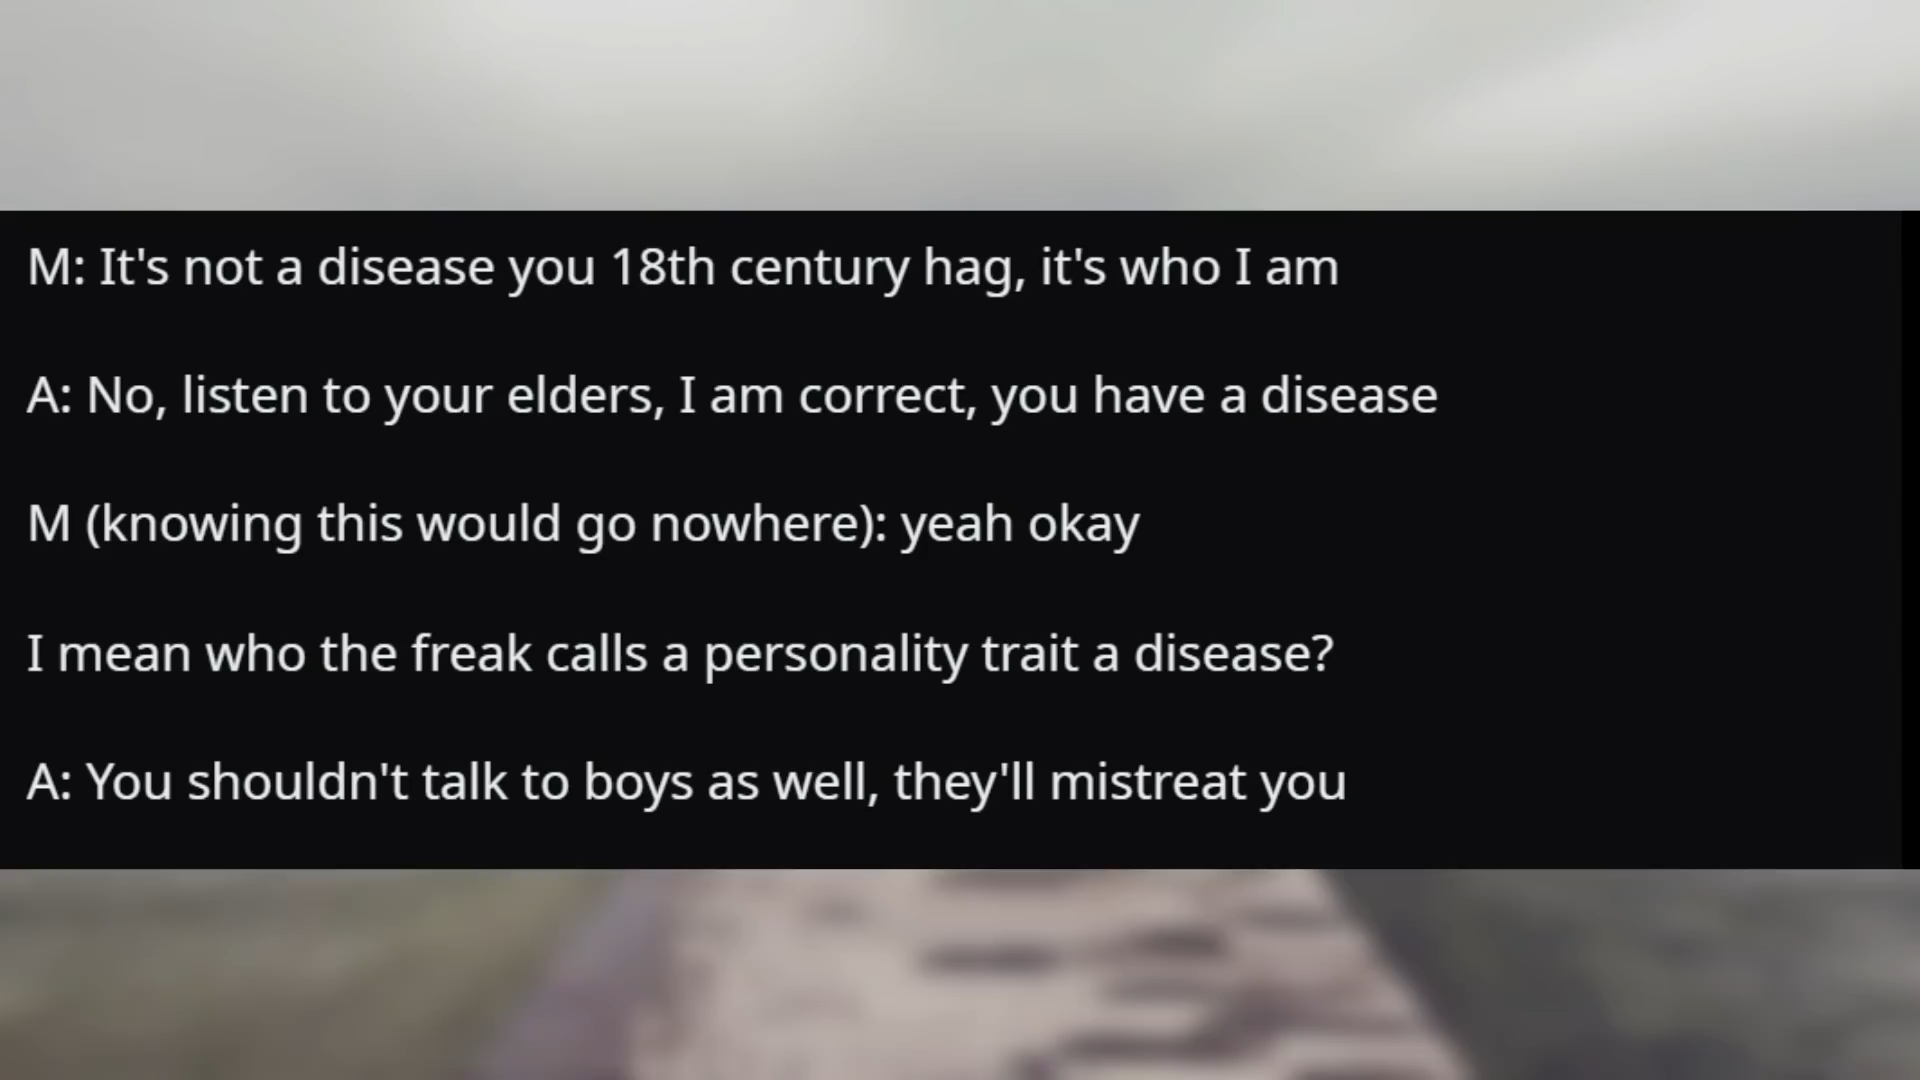 M: It's not a disease you 18th century hag, it's who I am
A: No, listen to your elders, I am correct, you have a disease
M (knowing this would go nowhere): yeah okay
I mean who the freak calls a personality trait a disease?
A: You shouldn't talk to boys as well, they'll mistreat you